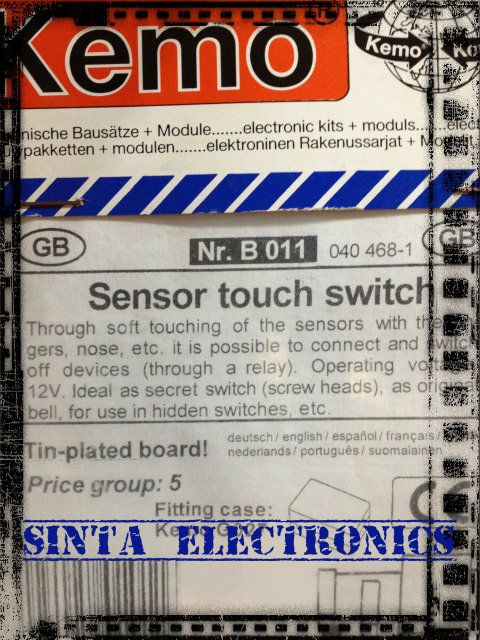 Kemo
Kemo
nische Bausätze + Module.......electronic kits + moduls.......elec
pakketten + modulen.......elektroninen Rakenussarjat +
GB
Nr. B 011 040 468-1
GB
Sensor touch switch
Through soft touching of the sensors with the
gers, nose, etc. it is possible to connect and switch
off devices (through a relay). Operating
12V. Ideal as secret switch (screw heads), as original
bell, for use in hidden switches, etc.
Tin-plated board!
deutsch / english / español / français /
nederlands / português / suomalainen
Price group: 5
Fitting case:
SINTA ELECTRONICS
CE